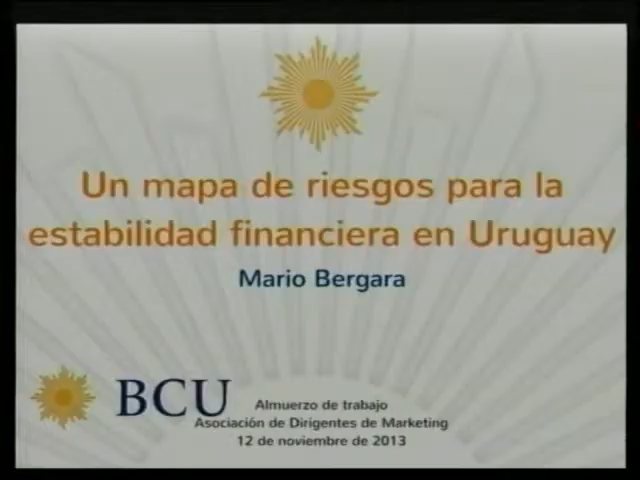 Un mapa de riesgos para la
estabilidad financiera en Uruguay
Mario Bergara
BCU
Almuerzo de trabajo
Asociación de Dirigentes de Marketing
12 de noviembre de 2013